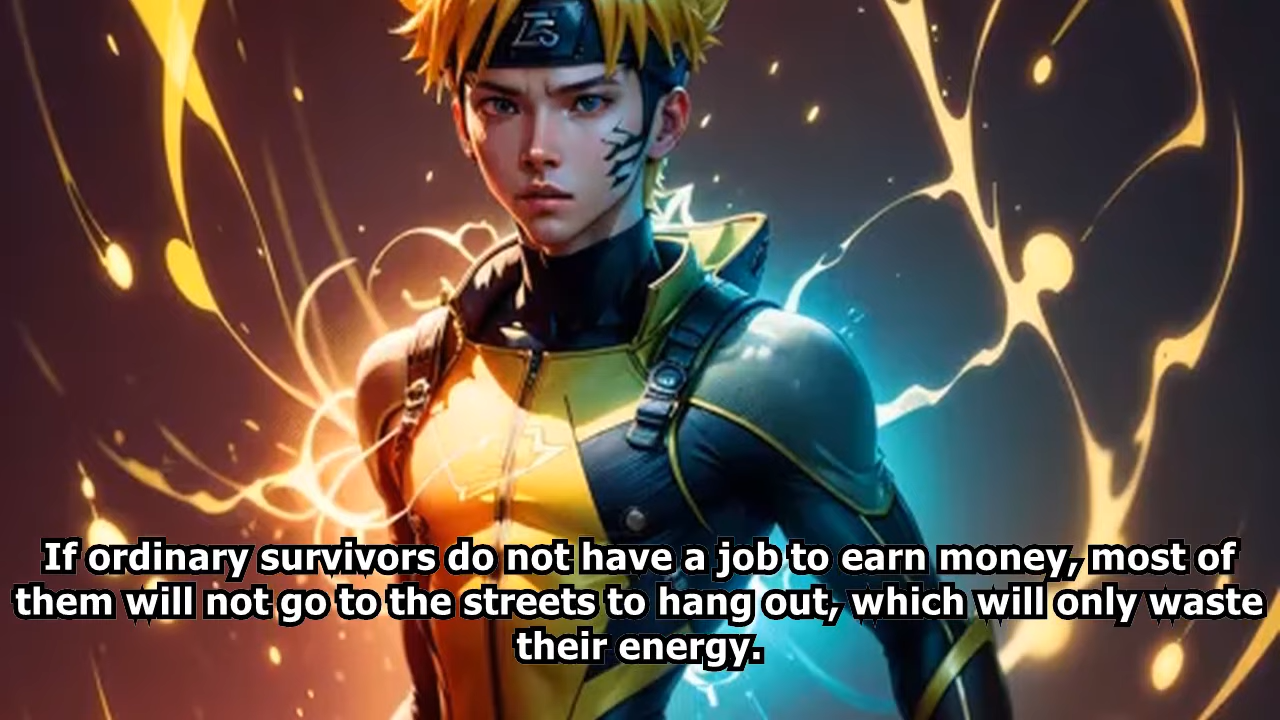 If ordinary survivors do not have a job to earn money, most of
them will not go to the streets to hang out, which will only waste
their energy.